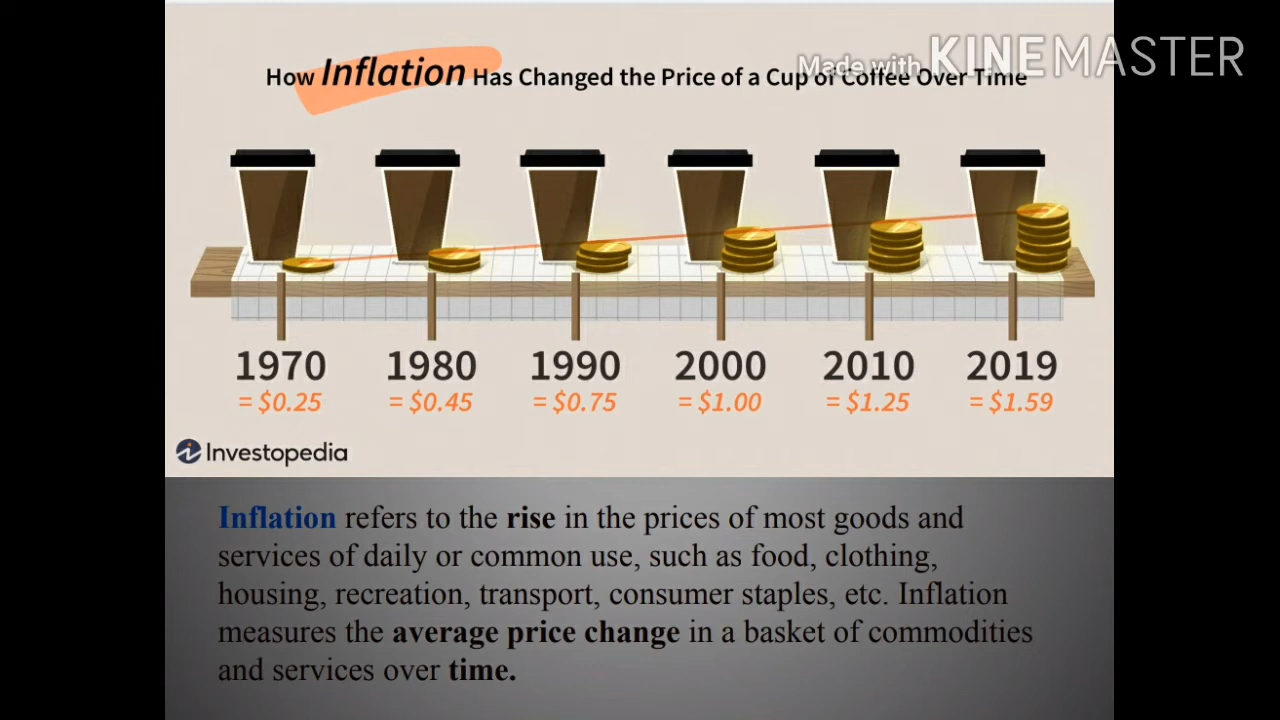 Made with KINEMASTER
How Inflation Has Changed the Price of a Cup of Coffee Over Time
1970 1980 1990 2000 2010 2019
= $0.25 = $0.45 = $0.75 = $1.00 = $1.25 = $1.59
Investopedia
Inflation refers to the rise in the prices of most goods and
services of daily or common use, such as food, clothing,
housing, recreation, transport, consumer staples, etc. Inflation
measures the average price change in a basket of commodities
and services over time.